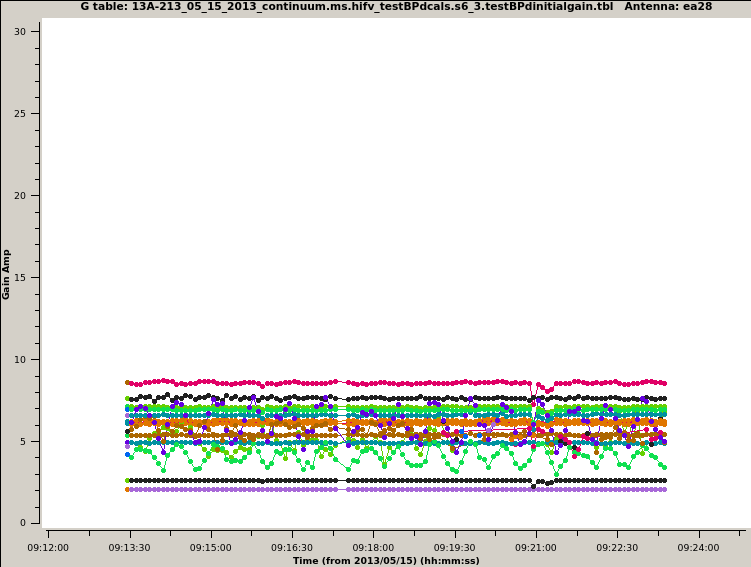 G table: 13A-213_05_15_2013_continuum.ms.hifv_testBPdcals.s6_3.testBPdinitialgain.tbl   Antenna: ea28
30
25
20
15
10
5
0
Gain Amp
09:12:00 09:13:30 09:15:00 09:16:30 09:18:00 09:19:30 09:21:00 09:22:30 09:24:00
Time (from 2013/05/15) (hh:mm:ss)